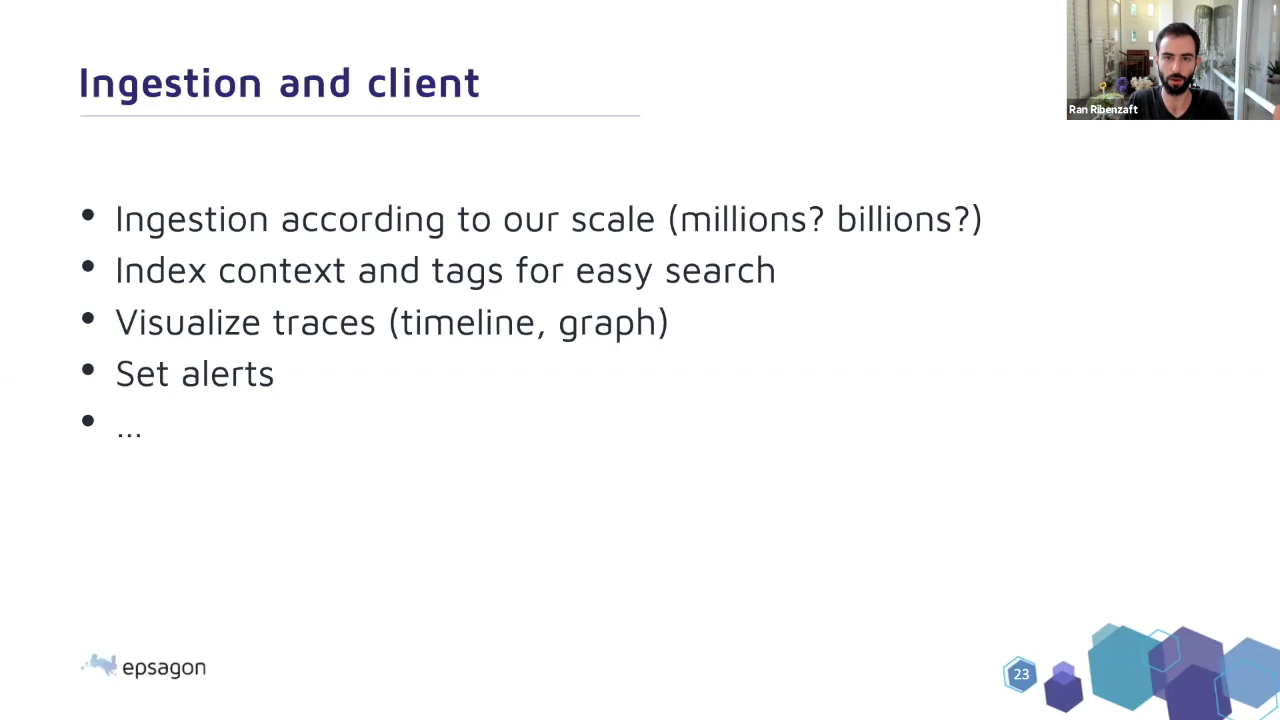 Ingestion and client
Ran Ribenzaft
• Ingestion according to our scale (millions? billions?)
• Index context and tags for easy search
• Visualize traces (timeline, graph)
• Set alerts
• ...
epsagon
23